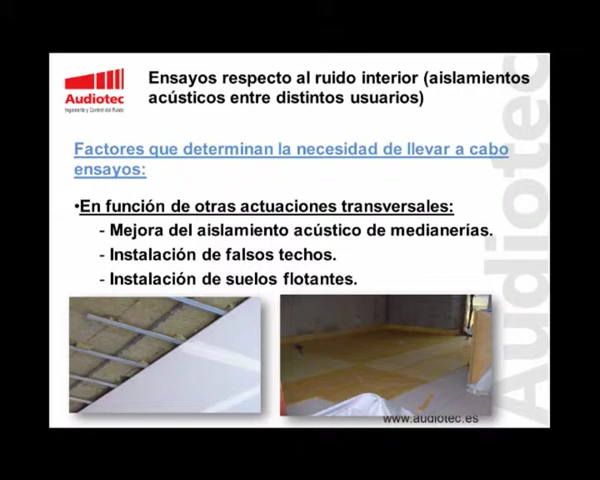 Audiotec
Ingeniería y Control del Ruido
Ensayos respecto al ruido interior (aislamientos
acústicos entre distintos usuarios)
Factores que determinan la necesidad de llevar a cabo
ensayos:
•En función de otras actuaciones transversales:
- Mejora del aislamiento acústico de medianerías.
- Instalación de falsos techos.
- Instalación de suelos flotantes.
www.audiotec.es
Audiotec